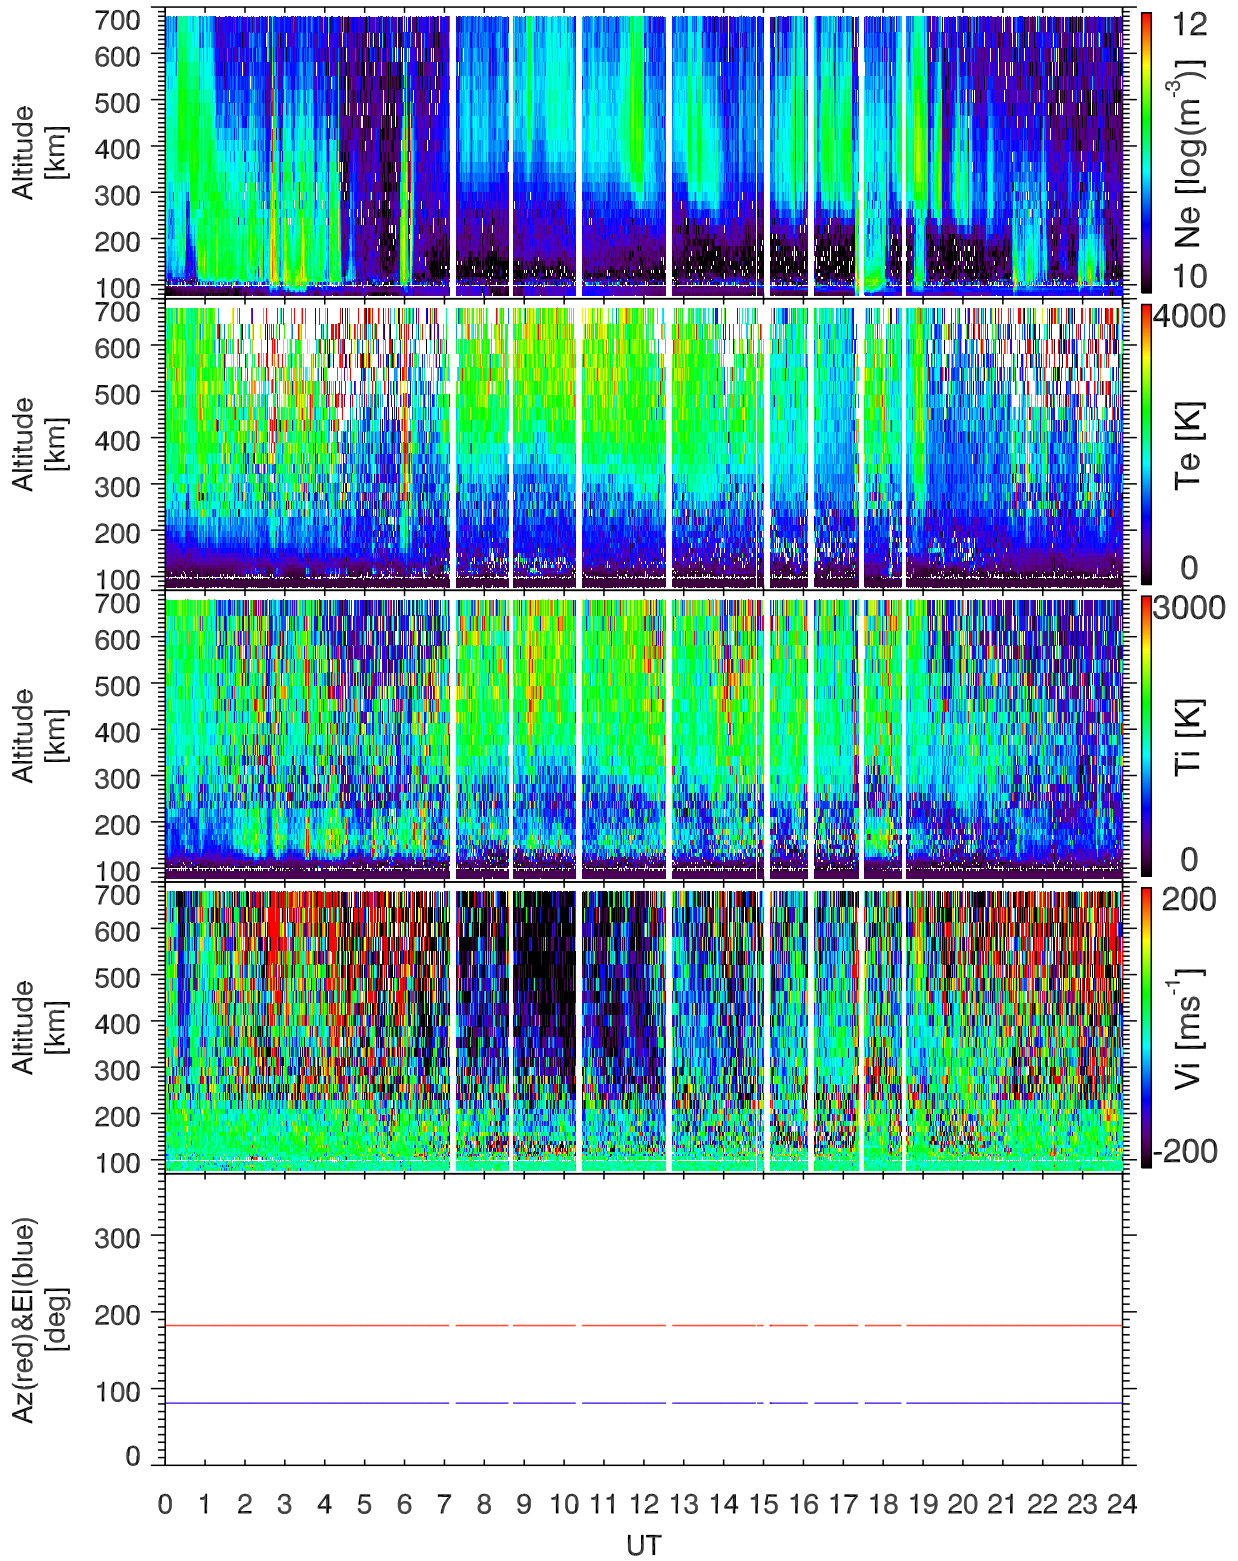 700
600
500
400
300
200
100
Altitude
[km]
12
Ne [log(m⁻³)]
10
700
600
500
400
300
200
100
Altitude
[km]
4000
Te [K]
0
700
600
500
400
300
200
100
Altitude
[km]
3000
Ti [K]
0
700
600
500
400
300
200
100
Altitude
[km]
200
Vi [ms⁻¹]
-200
300
200
100
0
Az(red)&El(blue)
[deg]
0 1 2 3 4 5 6 7 8 9 10 11 12 13 14 15 16 17 18 19 20 21 22 23 24
UT